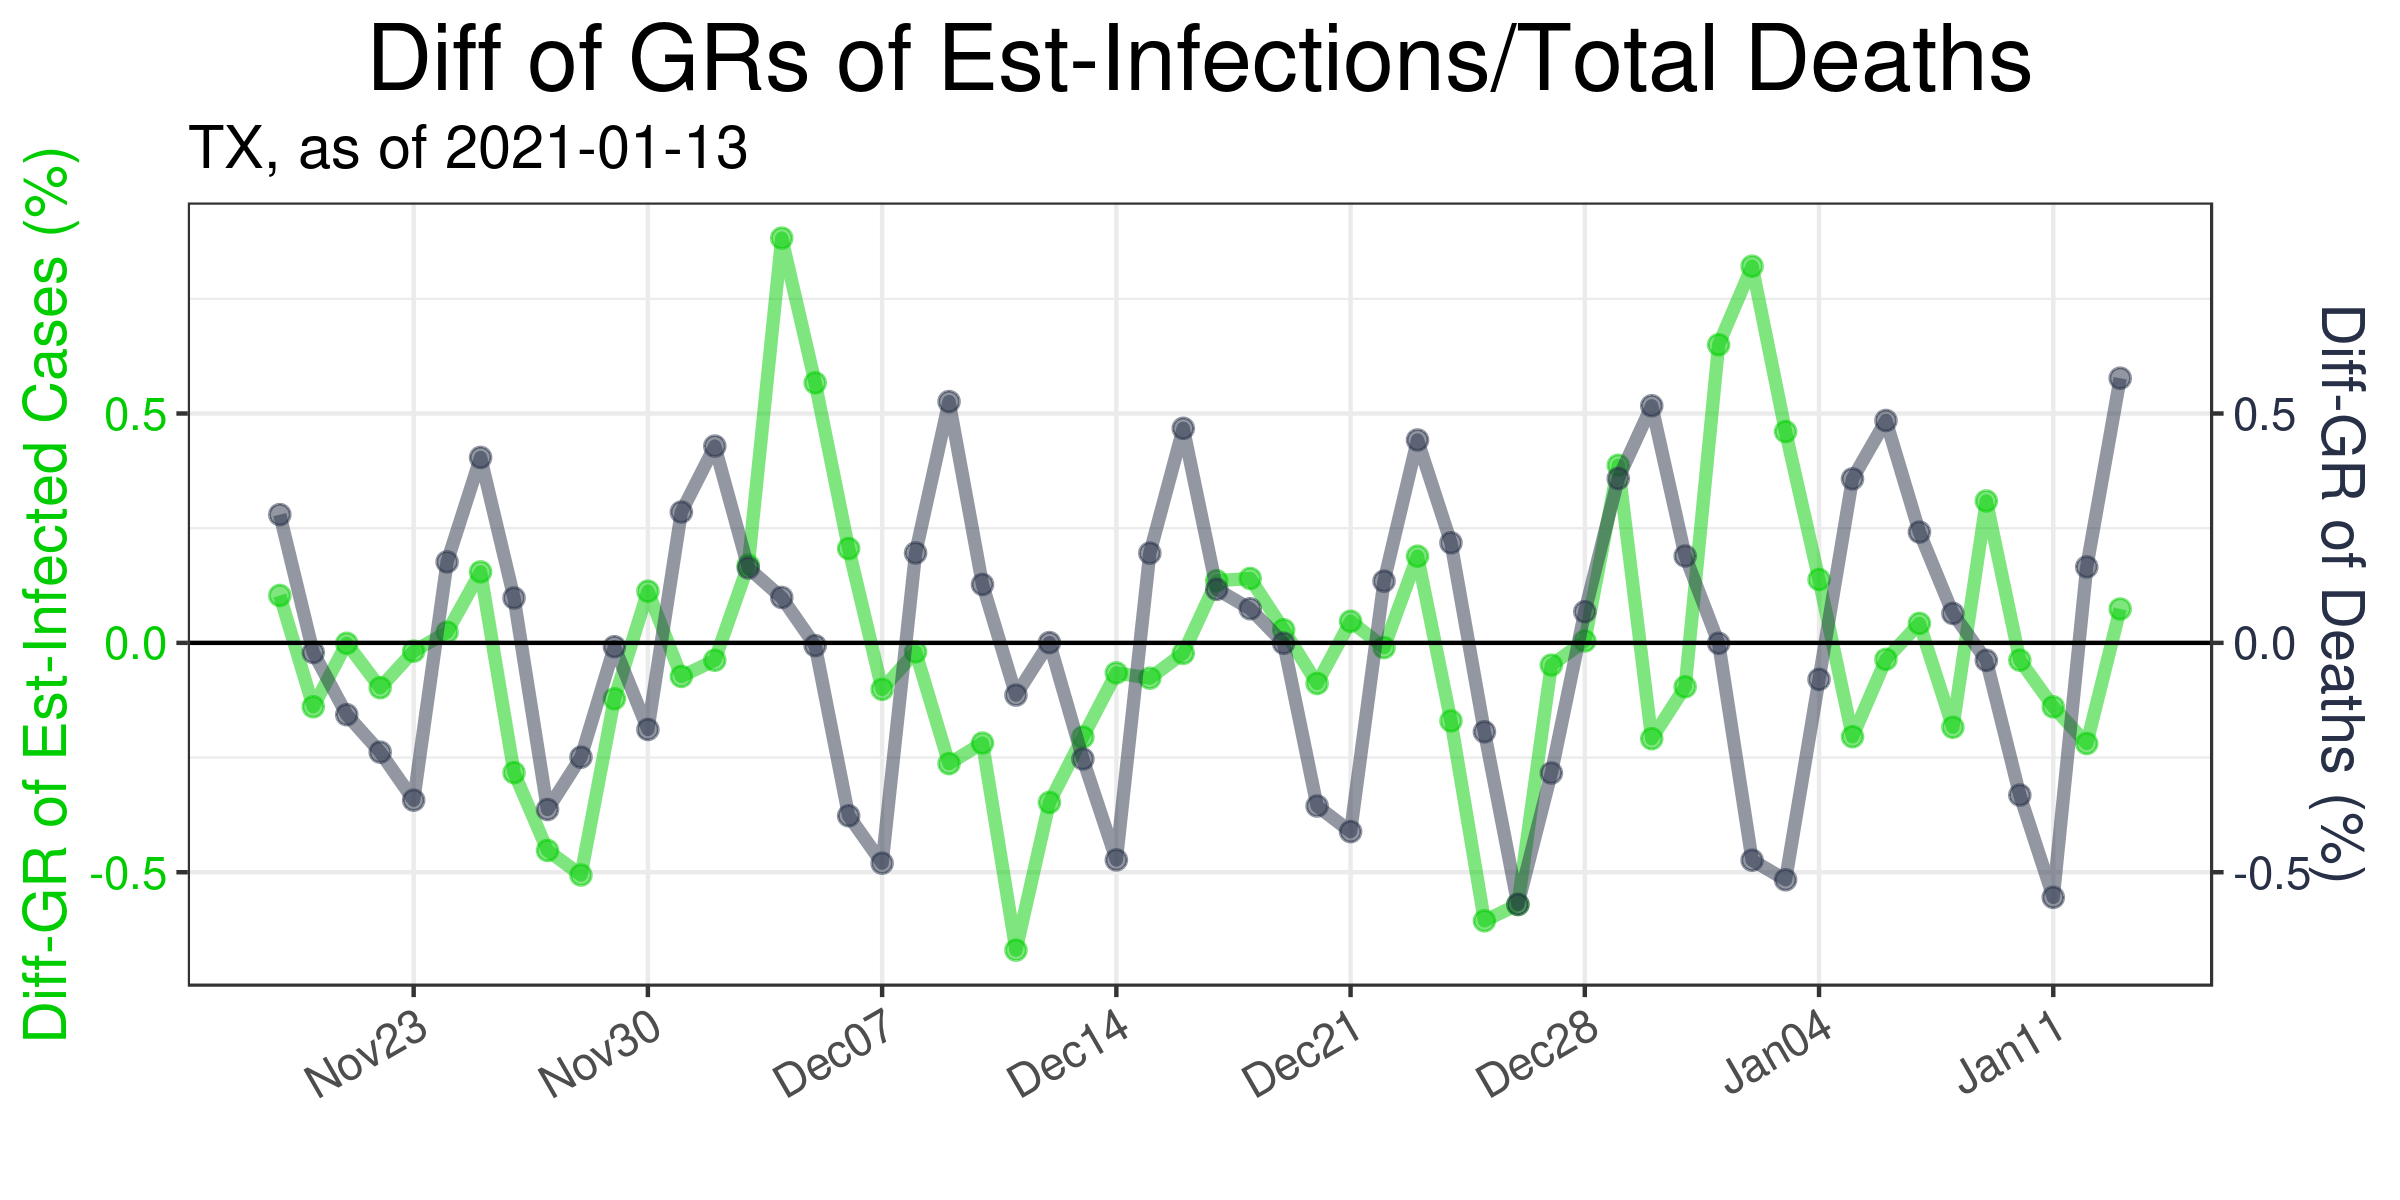 Diff of GRs of Est-Infections/Total Deaths
TX, as of 2021-01-13
Diff-GR of Est-Infected Cases (%)
0.5
0.0
-0.5
0.5
0.0
-0.5
Diff-GR of Deaths (%)
Nov23
Nov30
Dec07
Dec14
Dec21
Dec28
Jan04
Jan11